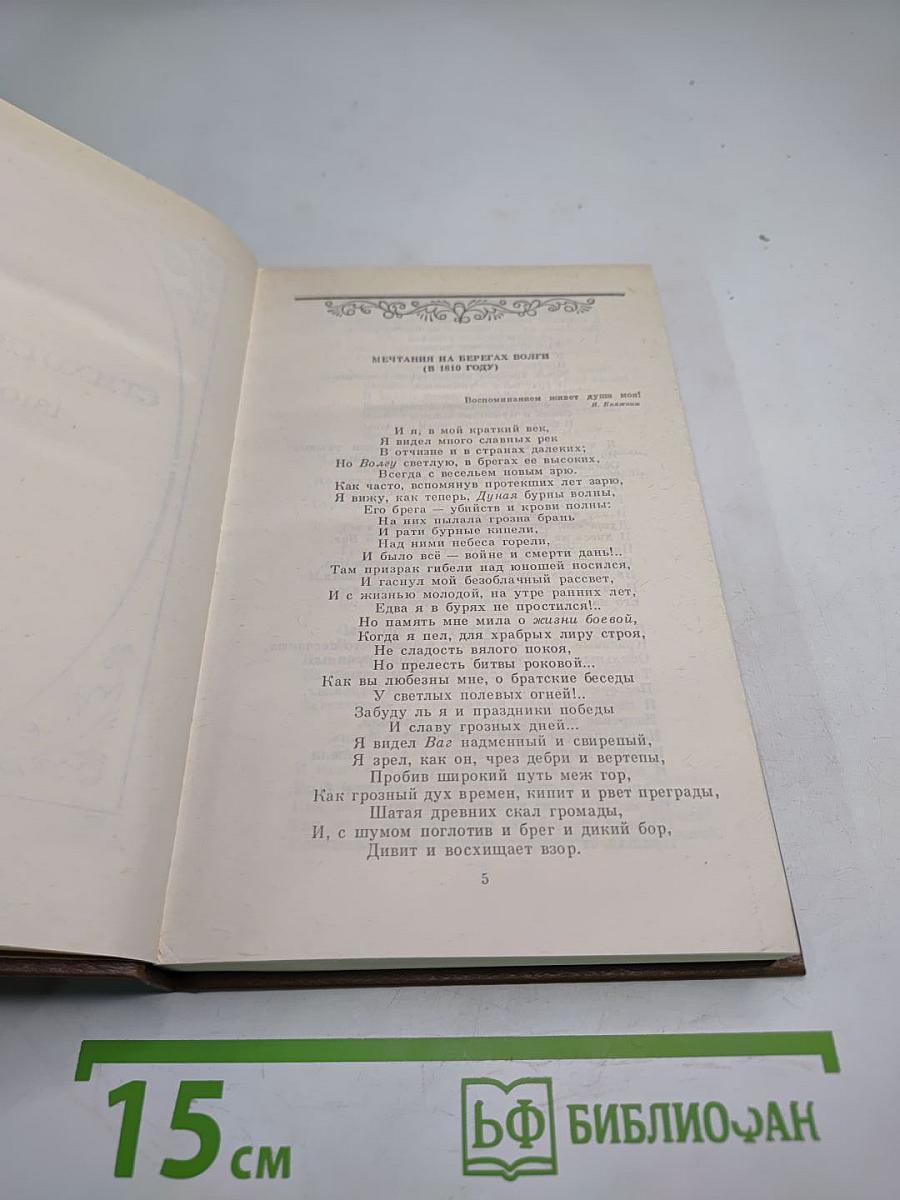 МЕЧТАНИЯ НА БЕРЕГАХ ВОЛГИ
(В 1810 ГОДУ)
Воспоминанием живет душа моя!
Я. Княжнин
И я, в мой краткий век,
Я видел много славных рек
В отчизне и в странах далеких;
Но Волгу светлую, в брегах ее высоких,
Всегда с весельем новым зрю.
Как часто, вспомянув протекших лет зарю,
Я вижу, как теперь, Дуная бурны волны,
Его брега — убийств и крови полны:
На них пылала грозна брань
И рати бурные кипели,
Над ними небеса горели,
И было всё — войне и смерти дань!..
Там призрак гибели над юношей носился,
И гаснул мой безоблачный рассвет,
И с жизнью молодой, на утре ранних лет,
Едва я в бурях не простился!..
Но память мне мила о жизни боевой,
Когда я пел, для храбрых лиру строя,
Не сладость вялого покоя,
Но прелесть битвы роковой...
Как вы любезны мне, о братские беседы
У светлых полевых огней!..
Забуду ль я и праздники победы
И славу грозных дней...
Я видел Ваг надменный и свирепый,
Я зрел, как он, чрез дебри и вертепы,
Пробив широкий путь меж гор,
Как грозный дух времен, кипит и рвет преграды,
Шатая древних скал громады,
И, с шумом поглотив и брег и дикий бор,
Дивит и восхищает взор.
5
15 см
БФ БИБЛИОФАН